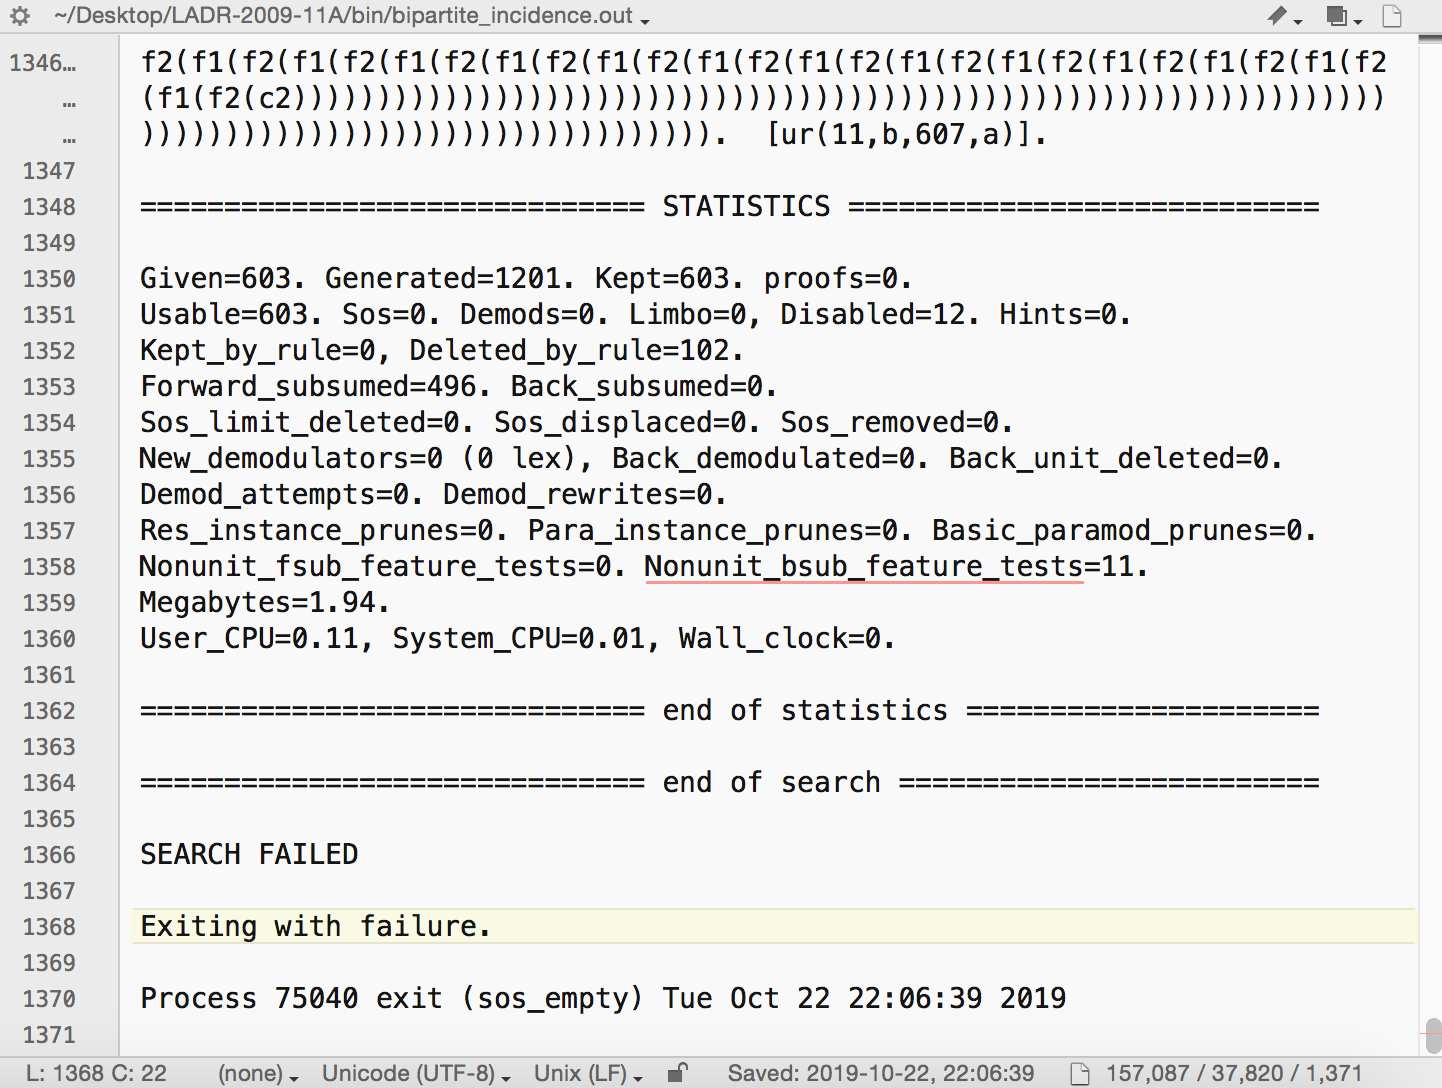 ~/Desktop/LADR-2009-11A/bin/bipartite_incidence.out
1346… f2(f1(f2(f1(f2(f1(f2(f1(f2(f1(f2(f1(f2(f1(f2(f1(f2(f1(f2(f1(f2(f1(f2(f1(f2
… (f1(f2(c2)))))))))))))))))))))))))))))))))))))))))))))))))))))))))))))))))
… )))))))))))))))))))))))))))))))))).  [ur(11,b,607,a)].
1347
1348 ============================== STATISTICS ============================
1349
1350 Given=603. Generated=1201. Kept=603. proofs=0.
1351 Usable=603. Sos=0. Demods=0. Limbo=0, Disabled=12. Hints=0.
1352 Kept_by_rule=0, Deleted_by_rule=102.
1353 Forward_subsumed=496. Back_subsumed=0.
1354 Sos_limit_deleted=0. Sos_displaced=0. Sos_removed=0.
1355 New_demodulators=0 (0 lex), Back_demodulated=0. Back_unit_deleted=0.
1356 Demod_attempts=0. Demod_rewrites=0.
1357 Res_instance_prunes=0. Para_instance_prunes=0. Basic_paramod_prunes=0.
1358 Nonunit_fsub_feature_tests=0. Nonunit_bsub_feature_tests=11.
1359 Megabytes=1.94.
1360 User_CPU=0.11, System_CPU=0.01, Wall_clock=0.
1361
1362 ============================== end of statistics =====================
1363
1364 ============================== end of search =========================
1365
1366 SEARCH FAILED
1367
1368 Exiting with failure.
1369
1370 Process 75040 exit (sos_empty) Tue Oct 22 22:06:39 2019
1371
L: 1368 C: 22 (none) Unicode (UTF-8) Unix (LF) Saved: 2019-10-22, 22:06:39 157,087 / 37,820 / 1,371